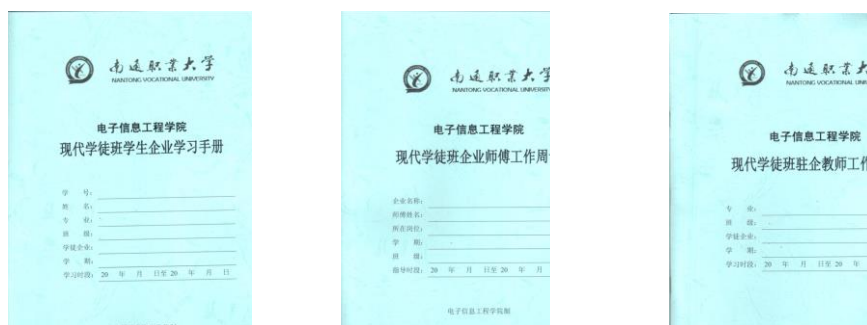 南通职业大学
NANTONG VOCATIONAL UNIVERSITY
电子信息工程学院
现代学徒班学生企业学习手册
学 号：
姓 名：
专 业：
班 级：
学徒企业：
学 期：
学习时段： 20 年 月 日至 20 年 月 日
南通职业大学
NANTONG VOCATIONAL UNIVERSITY
电子信息工程学院
现代学徒班企业师傅工作周
企业名称：
师傅姓名：
所在岗位：
学 期：
班 级：
指导时段： 20 年 月 日至 20 年 月
电子信息工程学院制
南通职业大
NANTONG VOCATIONAL UNI
电子信息工程学院
现代学徒班驻企教师工作
专 业：
班 级：
学徒企业：
学 期：
学习时段： 20 年 月 日至 20 年